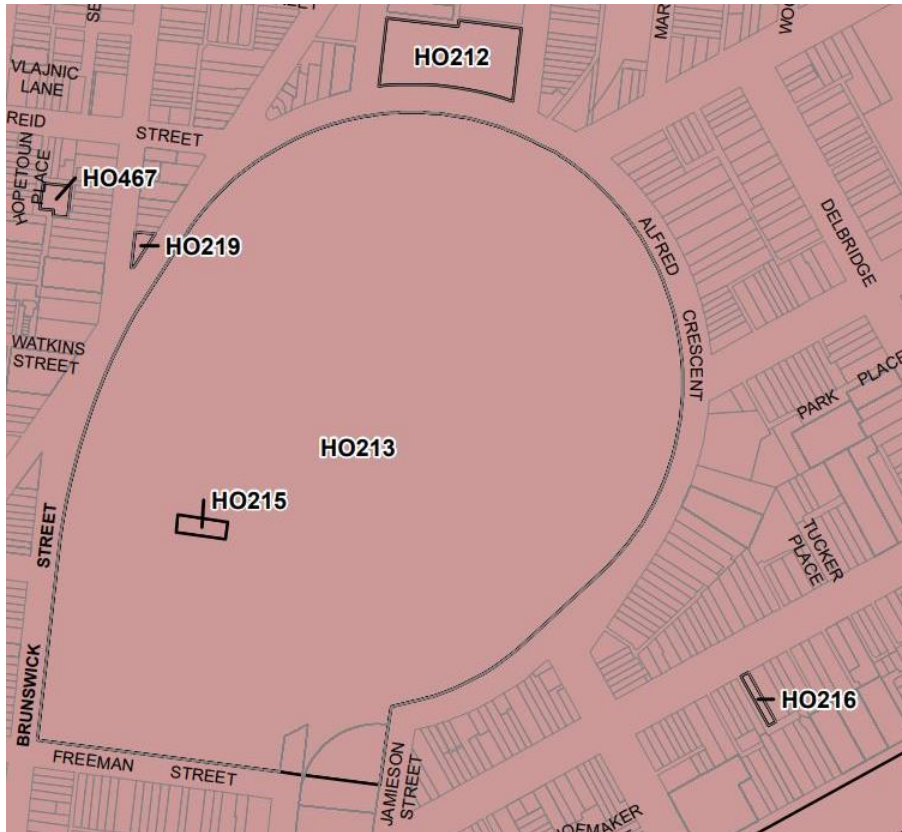 STREET
HO212
VLAJNIC
LANE
REID
STREET
HOPETOUN
PLACE
HO467
HO219
ALFRED
CRESCENT
DELBRIDGE
WATKINS
STREET
PARK
PLACE
HO213
HO215
STREET
BRUNSWICK
TUCKER
PLACE
HO216
FREEMAN
STREET
JAMIESON
STREET